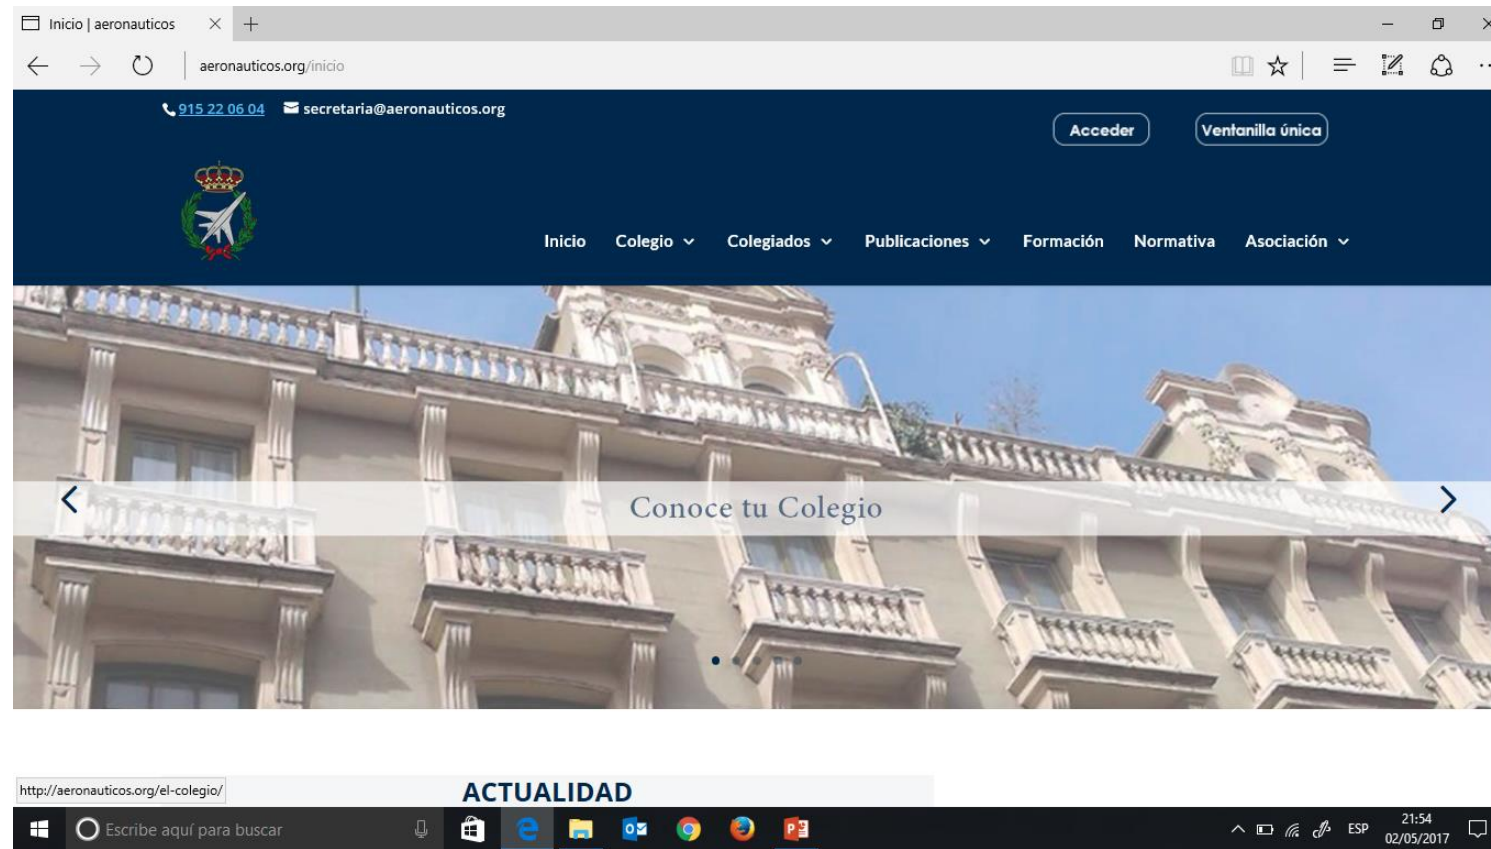 Inicio | aeronauticos
aeronauticos.org/inicio
915 22 06 04 secretaria@aeronauticos.org
Acceder Ventanilla única
Inicio Colegio Colegiados Publicaciones Formación Normativa Asociación
Conoce tu Colegio
ACTUALIDAD
http://aeronauticos.org/el-colegio/
Escribe aquí para buscar
ESP
21:54
02/05/2017